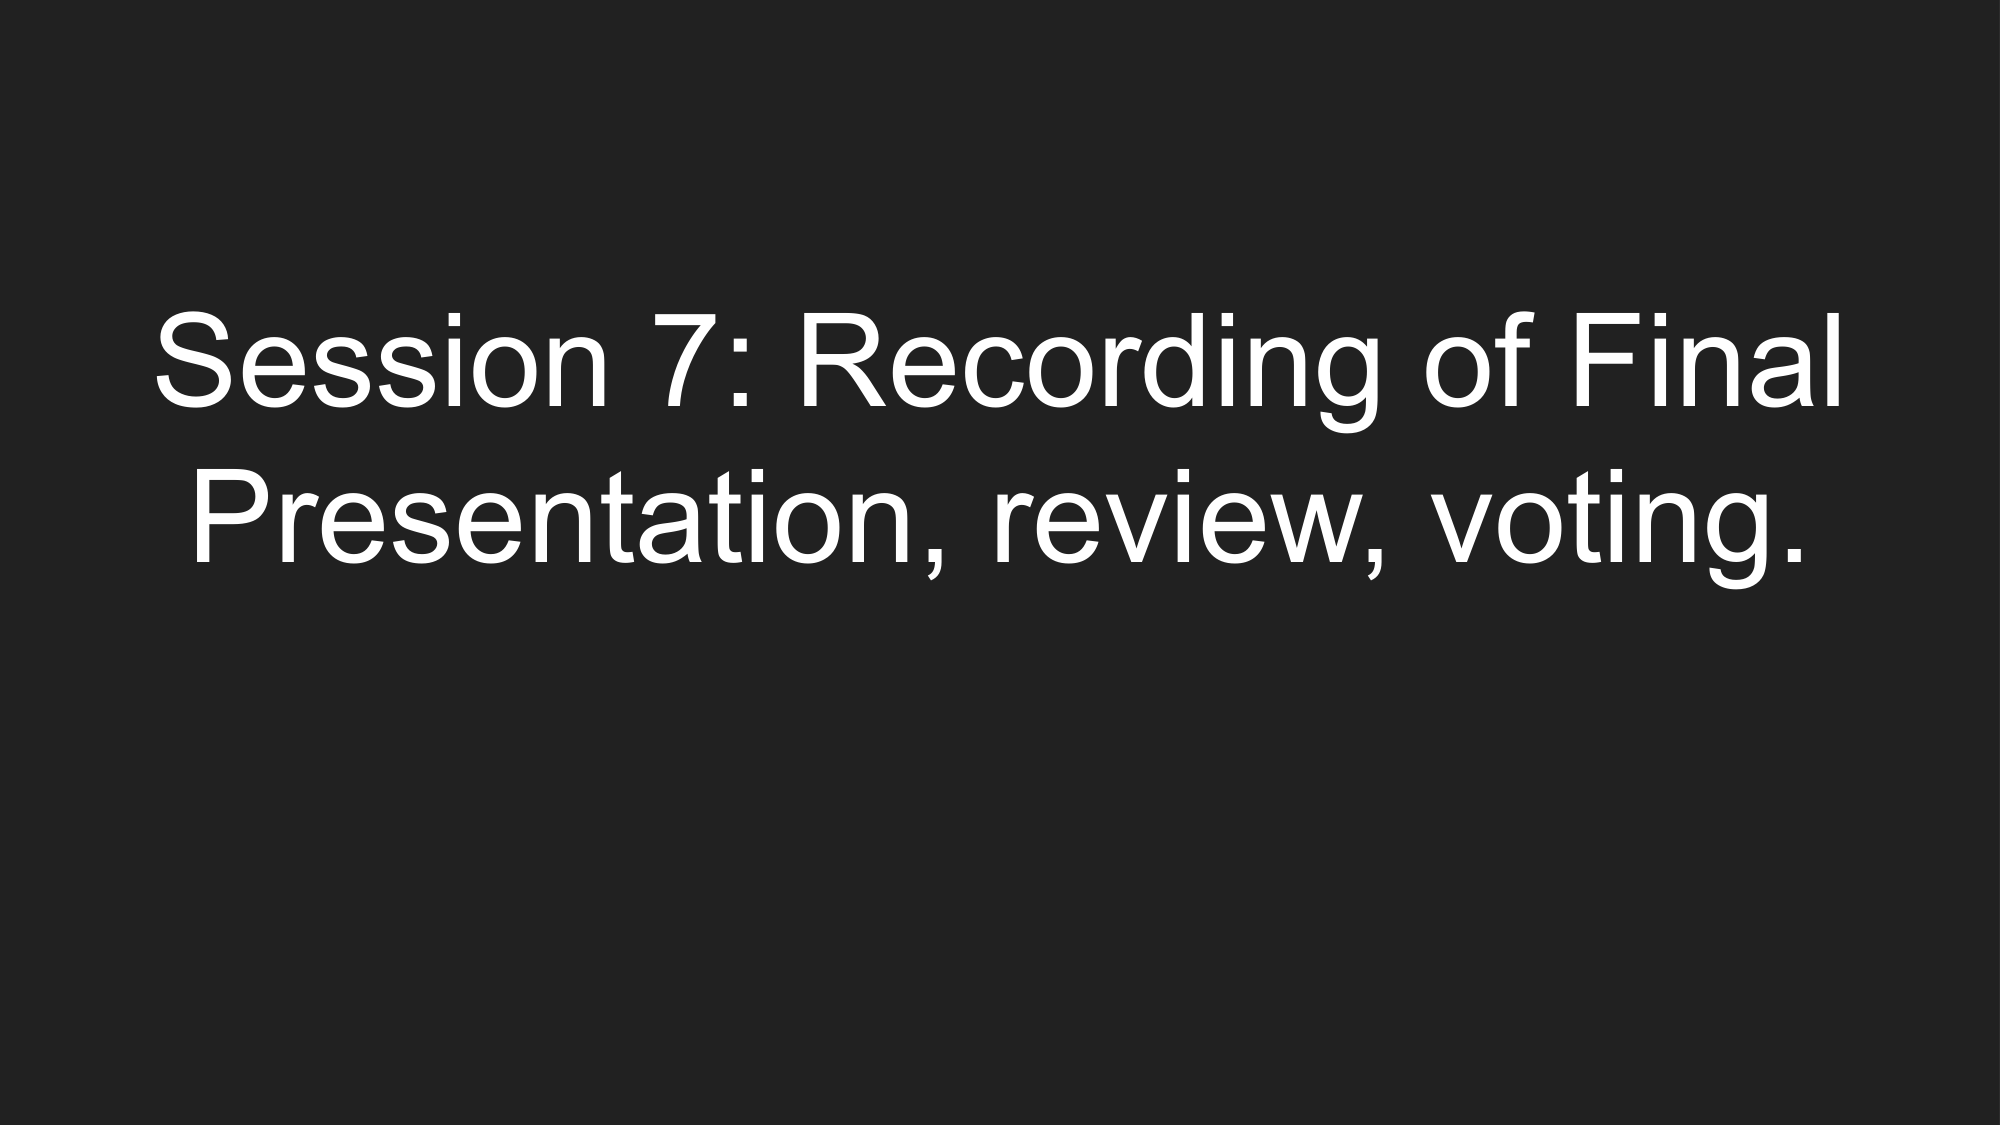 Session 7: Recording of Final
Presentation, review, voting.